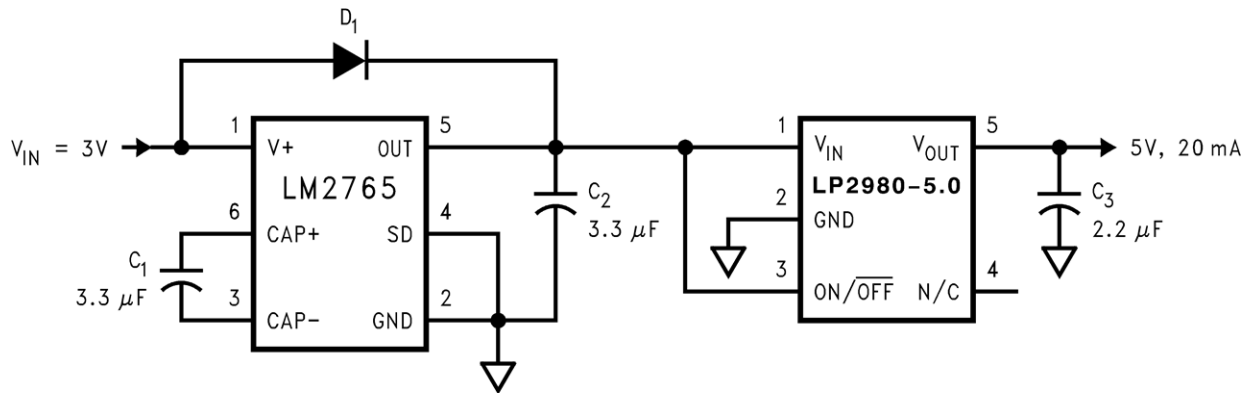 D1
VIN = 3V
1
V+
OUT
5
LM2765
6
CAP+
SD
4
C1
3.3 μF
3
CAP-
GND
2
C2
3.3 μF
1
VIN
VOUT
5
LP2980-5.0
2
GND
3
ON/OFF
N/C
4
5V, 20 mA
C3
2.2 μF